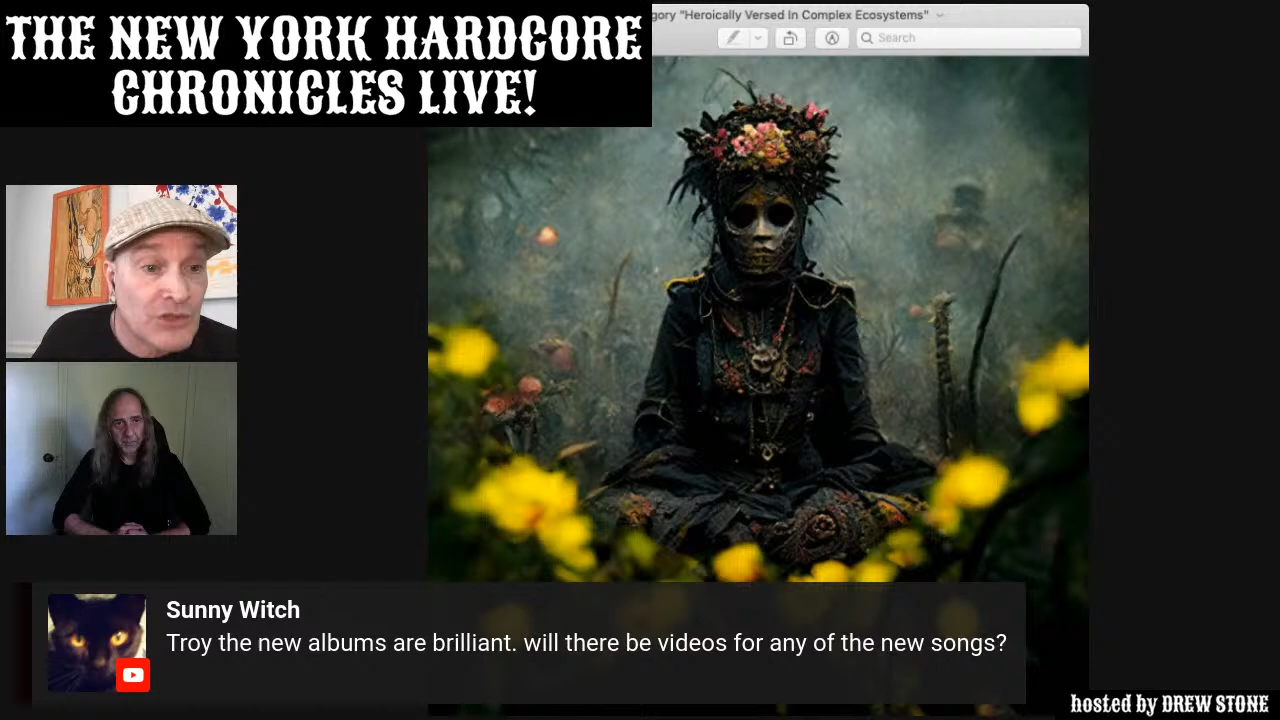 THE NEW YORK HARDCORE
CHRONICLES LIVE!
gory "Heroically Versed In Complex Ecosystems"
Search
Sunny Witch
Troy the new albums are brilliant. will there be videos for any of the new songs?
hosted by DREW STONE